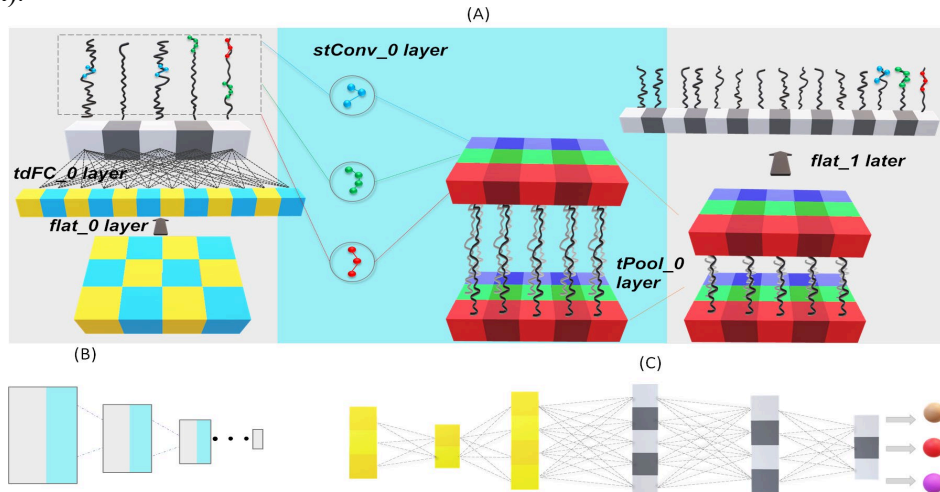 (A)
stConv_0 layer
tdFC_0 layer
flat_0 layer
flat_1 later
tPool_0
layer
(B)
(C)